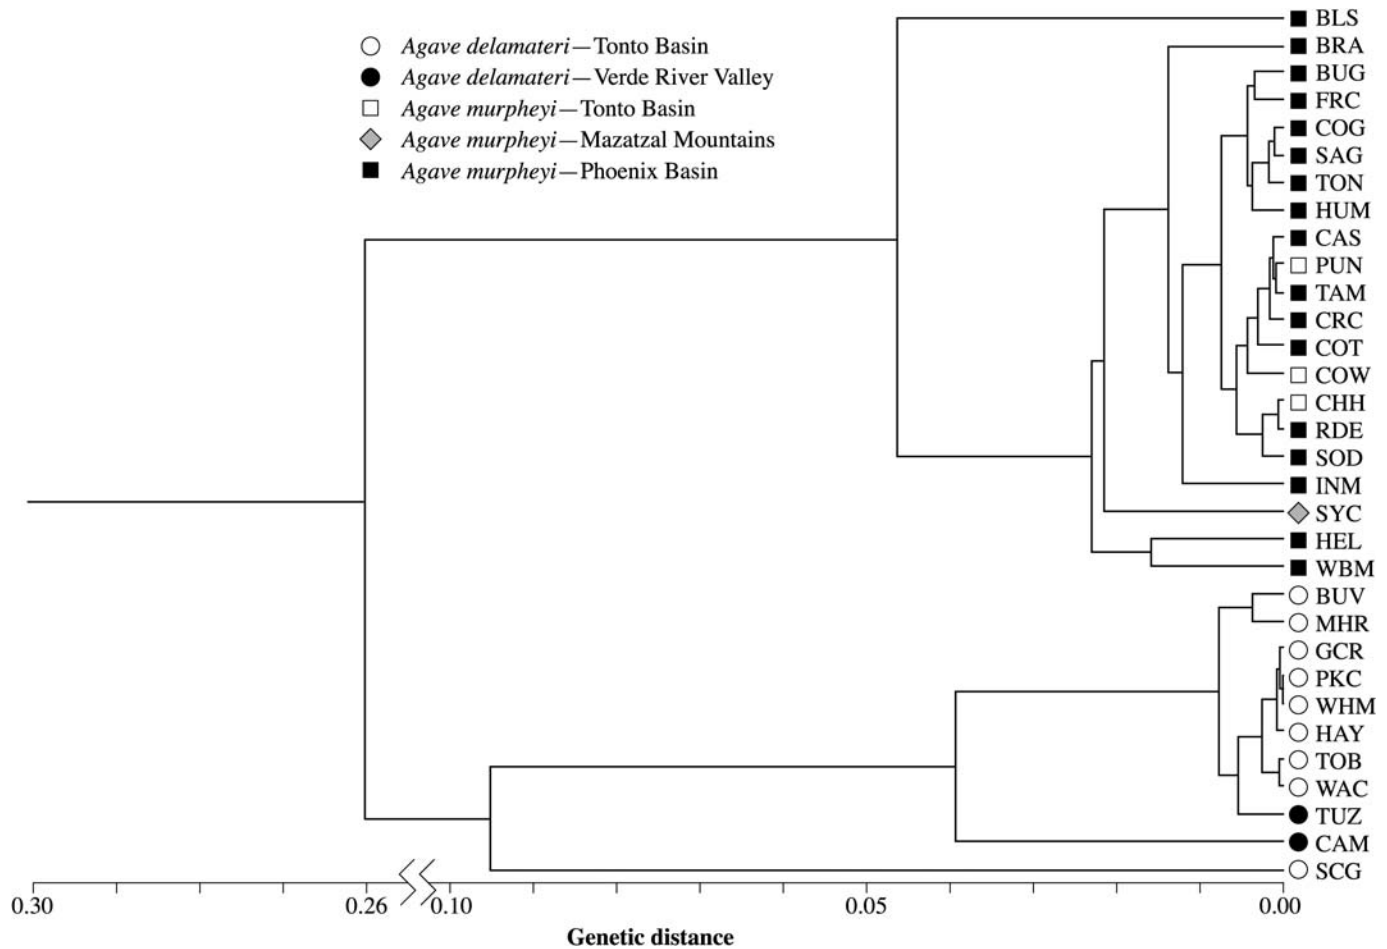 Agave delamateri—Tonto Basin
Agave delamateri—Verde River Valley
Agave murpheyi—Tonto Basin
Agave murpheyi—Mazatzal Mountains
Agave murpheyi—Phoenix Basin
BLS
BRA
BUG
FRC
COG
SAG
TON
HUM
CAS
PUN
TAM
CRC
COT
COW
CHH
RDE
SOD
INM
SYC
HEL
WBM
BUV
MHR
GCR
PKC
WHM
HAY
TOB
WAC
TUZ
CAM
SCG
0.30 0.26 0.10 0.05 0.00
Genetic distance